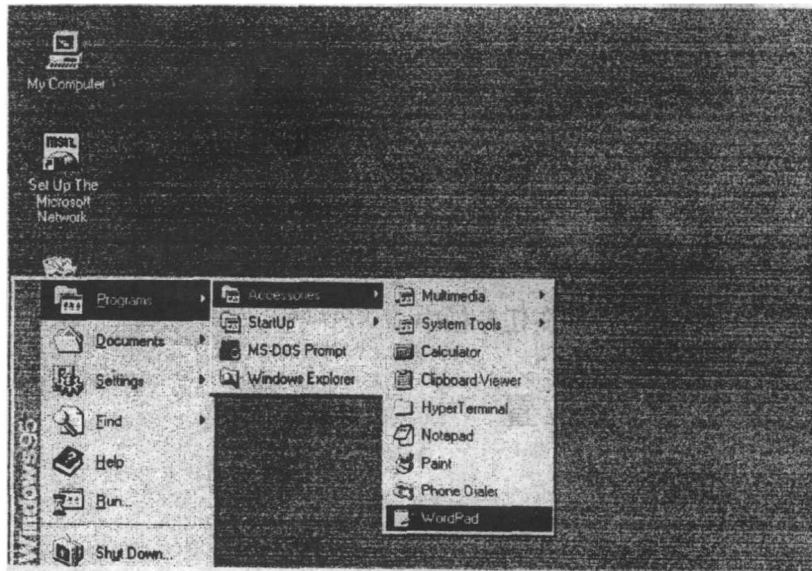 My Computer
msn.
Set Up The
Microsoft
Network
Programs
Documents
Settings
Find
Help
Run...
Shut Down...
Windows95
Accessories
StartUp
MS-DOS Prompt
Windows Explorer
Multimedia
System Tools
Calculator
Clipboard Viewer
HyperTerminal
Notepad
Paint
Phone Dialer
WordPad